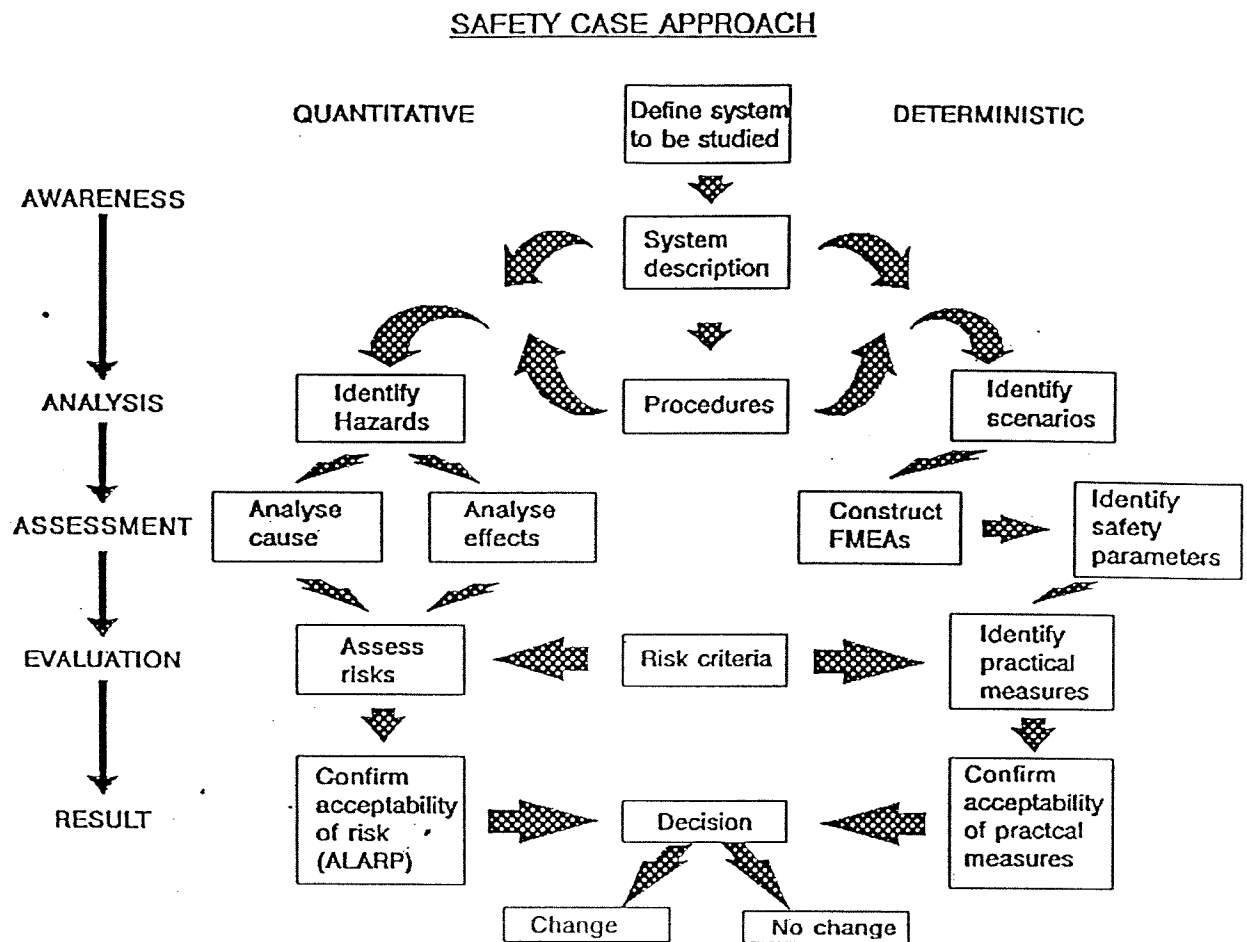 SAFETY CASE APPROACH
QUANTITATIVE
Define system
to be studied
DETERMINISTIC
AWARENESS
System
description
ANALYSIS
Identify
Hazards
Procedures
Identify
scenarios
ASSESSMENT
Analyse
cause
Analyse
effects
Construct
FMEAs
Identify
safety
parameters
EVALUATION
Assess
risks
Risk criteria
Identify
practical
measures
RESULT
Confirm
acceptability
of risk
(ALARP)
Decision
Confirm
acceptability
of practcal
measures
Change
No change